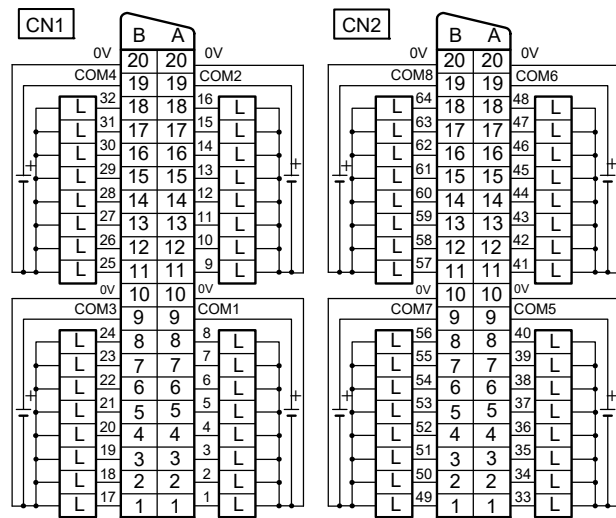 CN1 B A CN2 B A
0V 20 20 0V 0V 20 20 0V
COM4 19 19 COM2 COM8 19 19 COM6
L 32 18 18 16 L L 64 18 18 48 L
L 31 17 17 15 L L 63 17 17 47 L
L 30 16 16 14 L L 62 16 16 46 L
+ L 29 15 15 13 L + + L 61 15 15 45 L +
L 28 14 14 12 L L 60 14 14 44 L
L 27 13 13 11 L L 59 13 13 43 L
L 26 12 12 10 L L 58 12 12 42 L
L 25 11 11 9 L L 57 11 11 41 L
0V 10 10 0V 0V 10 10 0V
COM3 9 9 COM1 COM7 9 9 COM5
L 24 8 8 8 L L 56 8 8 40 L
L 23 7 7 7 L L 55 7 7 39 L
L 22 6 6 6 L L 54 6 6 38 L
+ L 21 5 5 5 L + + L 53 5 5 37 L +
L 20 4 4 4 L L 52 4 4 36 L
L 19 3 3 3 L L 51 3 3 35 L
L 18 2 2 2 L L 50 2 2 34 L
L 17 1 1 1 L L 49 1 1 33 L